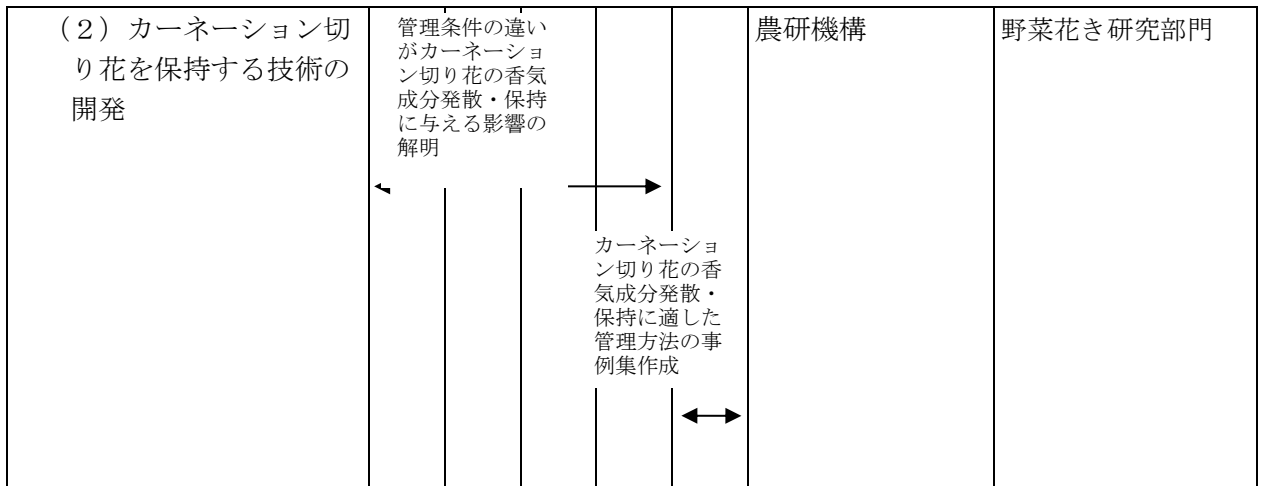 （２）カーネーション切
り花を保持する技術の
開発
管理条件の違い
がカーネーショ
ン切り花の香気
成分発散・保持
に与える影響の
解明
カーネーショ
ン切り花の香
気成分発散・
保持に適した
管理方法の事
例集作成
農研機構
野菜花き研究部門